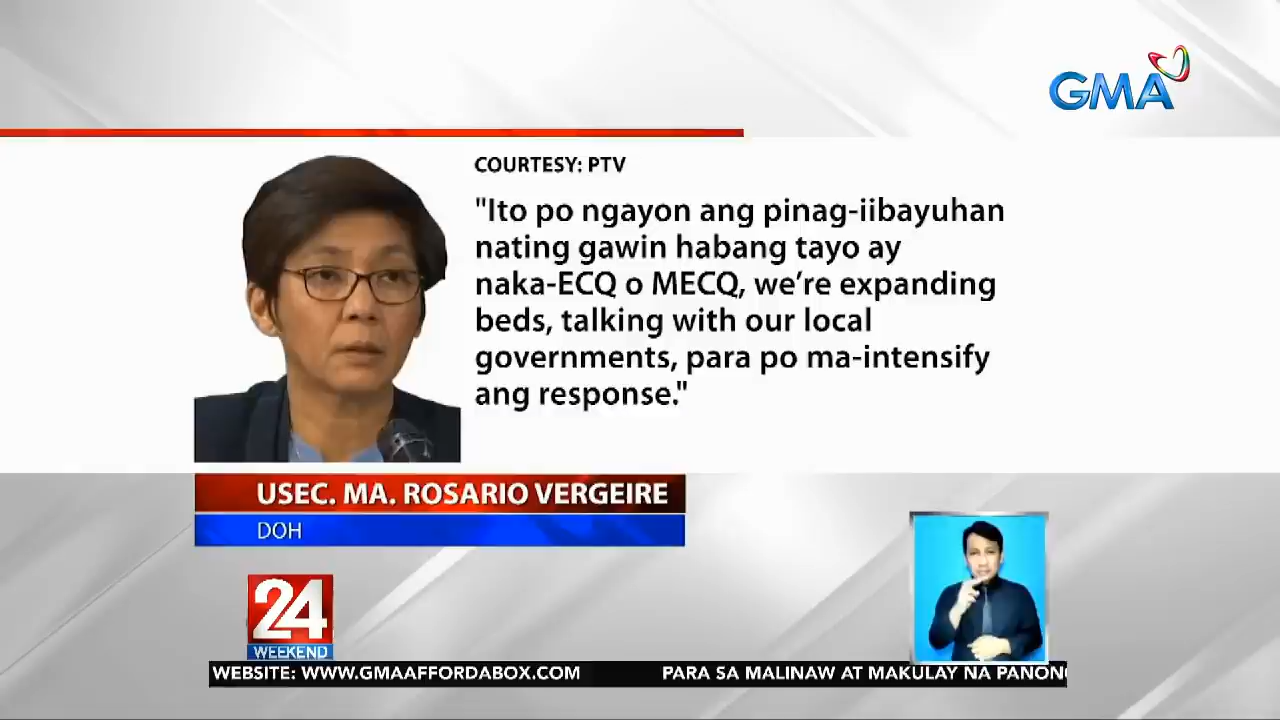 GMA
COURTESY: PTV
"Ito po ngayon ang pinag-iibayuhan
nating gawin habang tayo ay
naka-ECQ o MECQ, we’re expanding
beds, talking with our local
governments, para po ma-intensify
ang response."
USEC. MA. ROSARIO VERGEIRE
DOH
24
WEEKEND
WEBSITE: WWW.GMAAFFORDABOX.COM PARA SA MALINAW AT MAKULAY NA